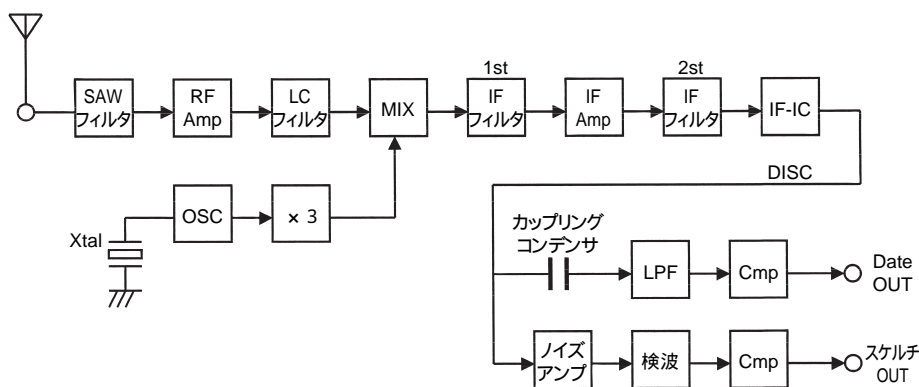 SAW
フィルタ
RF
Amp
LC
フィルタ
MIX
1st
IF
フィルタ
IF
Amp
2st
IF
フィルタ
IF-IC
DISC
Xtal
OSC
× 3
カップリング
コンデンサ
LPF
Cmp
Date
OUT
ノイズ
アンプ
検波
Cmp
スケルチ
OUT